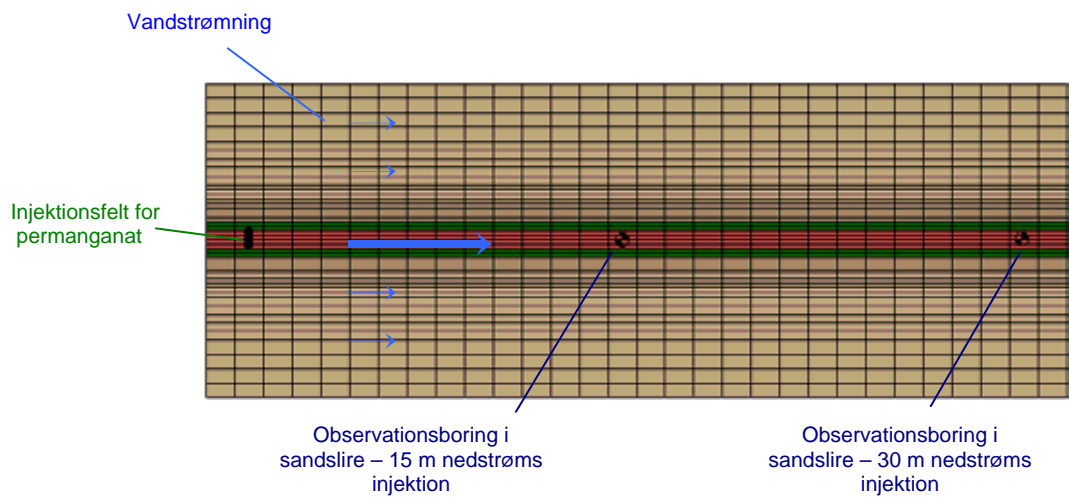 Vandstrømning
Injektionsfelt for
permanganat
Observationsboring i
sandslire – 15 m nedstrøms
injektion
Observationsboring i
sandslire – 30 m nedstrøms
injektion